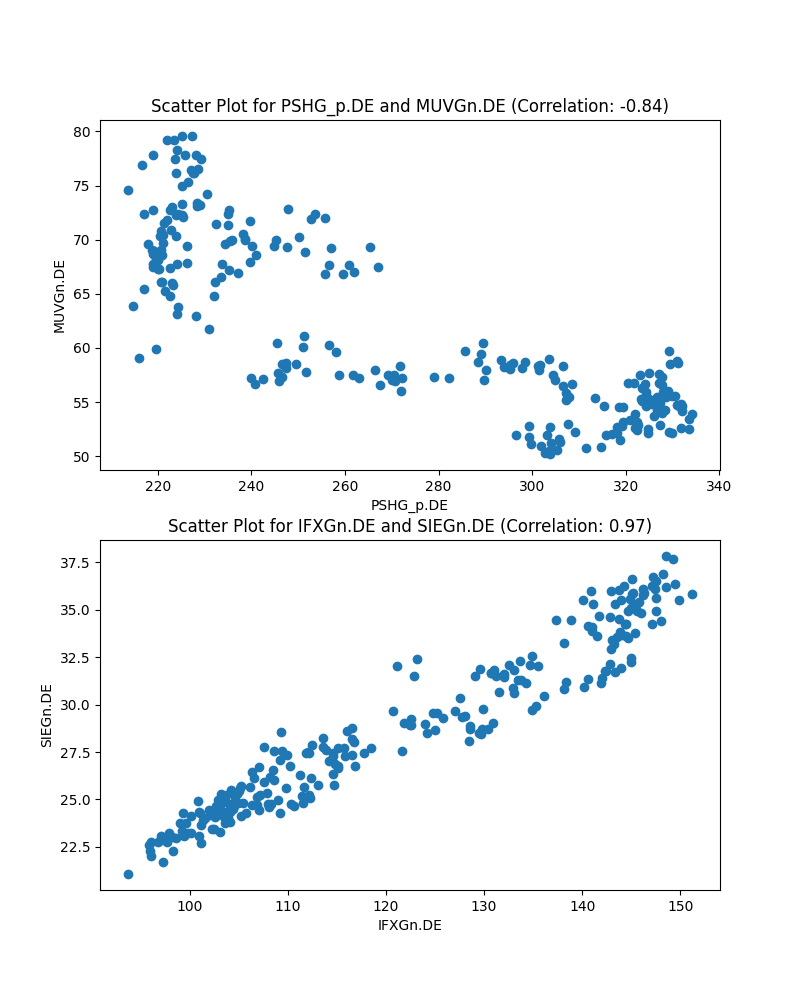 Scatter Plot for PSHG_p.DE and MUVGn.DE (Correlation: -0.84)
80
75
70
65
60
55
50
MUVGn.DE
220 240 260 280 300 320 340
PSHG_p.DE
Scatter Plot for IFXGn.DE and SIEGn.DE (Correlation: 0.97)
37.5
35.0
32.5
30.0
27.5
25.0
22.5
SIEGn.DE
100 110 120 130 140 150
IFXGn.DE